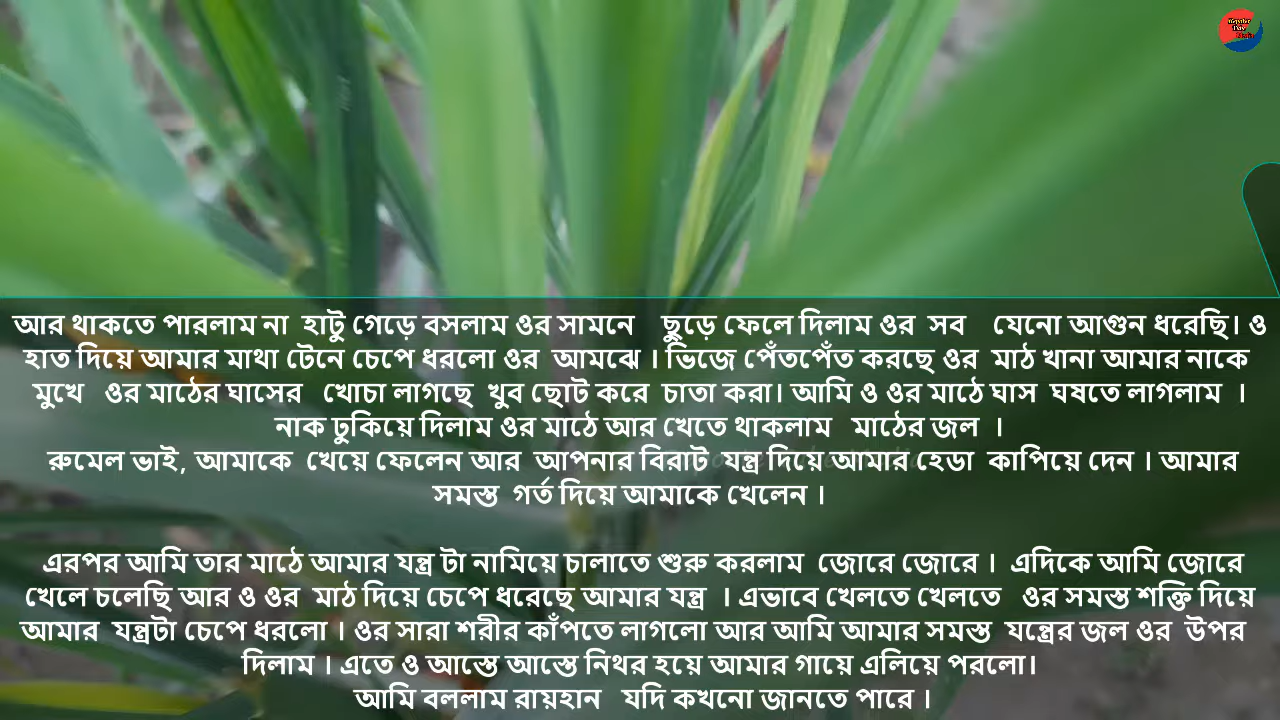 আর থাকতে পারলাম না হাটু গেড়ে বসলাম ওর সামনে ছুড়ে ফেলে দিলাম ওর সব যেনো আগুন ধরেছি। ও
হাত দিয়ে আমার মাথা টেনে চেপে ধরলো ওর আমঝে । ভিজে পেঁতপেঁত করছে ওর মাঠ খানা আমার নাকে
মুখে ওর মাঠের ঘাসের খোচা লাগছে খুব ছোট করে চাতা করা। আমি ও ওর মাঠে ঘাস ঘষতে লাগলাম ।
নাক ঢুকিয়ে দিলাম ওর মাঠে আর খেতে থাকলাম মাঠের জল ।
রুমেল ভাই, আমাকে খেয়ে ফেলেন আর আপনার বিরাট যন্ত্র দিয়ে আমার হেডা কাপিয়ে দেন । আমার
সমস্ত গর্ত দিয়ে আমাকে খেলেন ।
এরপর আমি তার মাঠে আমার যন্ত্র টা নামিয়ে চালাতে শুরু করলাম জোরে জোরে । এদিকে আমি জোরে
খেলে চলেছি আর ও ওর মাঠ দিয়ে চেপে ধরেছে আমার যন্ত্র । এভাবে খেলতে খেলতে ওর সমস্ত শক্তি দিয়ে
আমার যন্ত্রটা চেপে ধরলো । ওর সারা শরীর কাঁপতে লাগলো আর আমি আমার সমস্ত যন্ত্রের জল ওর উপর
দিলাম । এতে ও আস্তে আস্তে নিথর হয়ে আমার গায়ে এলিয়ে পরলো।
আমি বললাম রায়হান যদি কখনো জানতে পারে ।